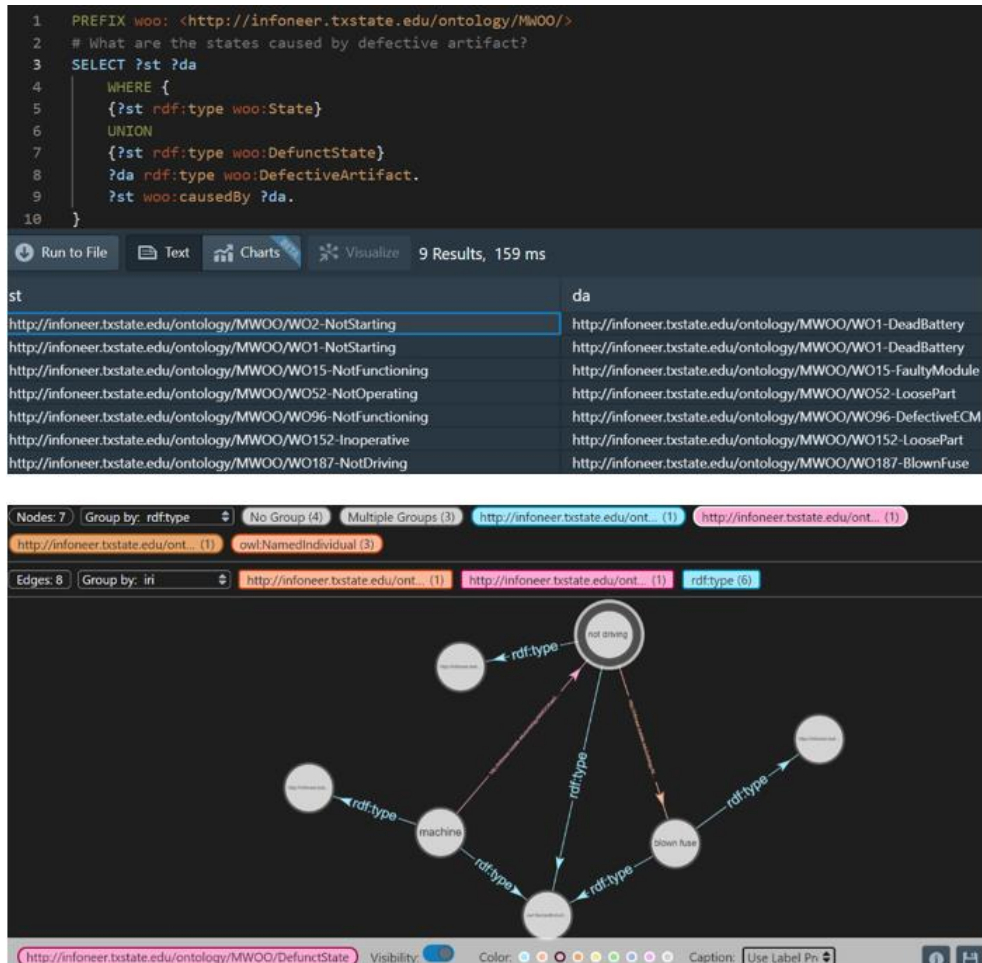 1 PREFIX woo: <http://infoneer.txstate.edu/ontology/MWOO/>
2 # What are the states caused by defective artifact?
3 SELECT ?st ?da
4 WHERE {
5 {?st rdf:type woo:State}
6 UNION
7 {?st rdf:type woo:DefunctState}
8 ?da rdf:type woo:DefectiveArtifact.
9 ?st woo:causedBy ?da.
10 }
Run to File Text Charts BETA Visualize 9 Results, 159 ms
st da
http://infoneer.txstate.edu/ontology/MWOO/WO2-NotStarting http://infoneer.txstate.edu/ontology/MWOO/WO1-DeadBattery
http://infoneer.txstate.edu/ontology/MWOO/WO1-NotStarting http://infoneer.txstate.edu/ontology/MWOO/WO1-DeadBattery
http://infoneer.txstate.edu/ontology/MWOO/WO15-NotFunctioning http://infoneer.txstate.edu/ontology/MWOO/WO15-FaultyModule
http://infoneer.txstate.edu/ontology/MWOO/WO52-NotOperating http://infoneer.txstate.edu/ontology/MWOO/WO52-LoosePart
http://infoneer.txstate.edu/ontology/MWOO/WO96-NotFunctioning http://infoneer.txstate.edu/ontology/MWOO/WO96-DefectiveECM
http://infoneer.txstate.edu/ontology/MWOO/WO152-Inoperative http://infoneer.txstate.edu/ontology/MWOO/WO152-LoosePart
http://infoneer.txstate.edu/ontology/MWOO/WO187-NotDriving http://infoneer.txstate.edu/ontology/MWOO/WO187-BlownFuse
Nodes: 7 Group by: rdf:type No Group (4) Multiple Groups (3) http://infoneer.txstate.edu/ont... (1) http://infoneer.txstate.edu/ont... (1)
http://infoneer.txstate.edu/ont... (1) owl:NamedIndividual (3)
Edges: 8 Group by: iri http://infoneer.txstate.edu/ont... (1) http://infoneer.txstate.edu/ont... (1) rdf:type (6)
not driving
rdf:type
rdf:type
rdf:type
rdf:type
machine
blown fuse
rdf:type
rdf:type
http://infoneer.txstate.edu/ontology/MWOO/DefunctState Visibility: Color: Caption: Use Label Pr